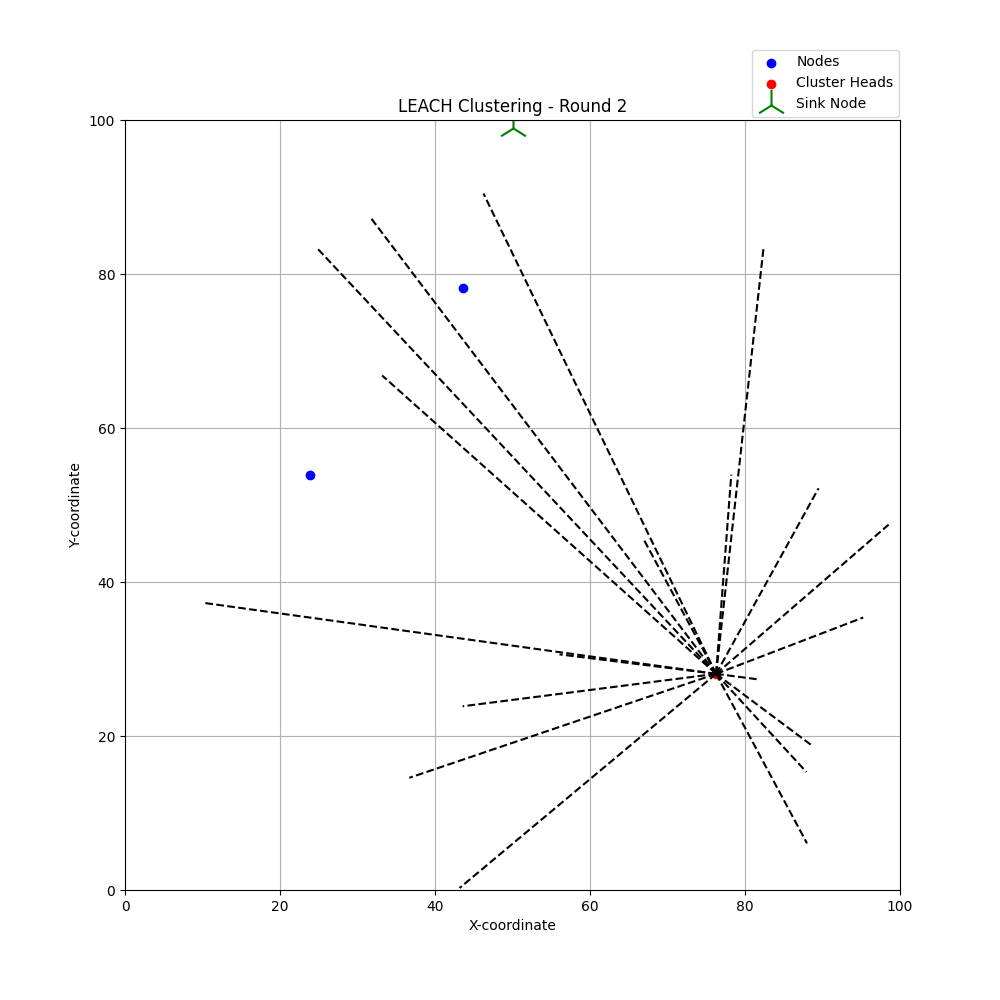 Nodes
Cluster Heads
Sink Node
LEACH Clustering - Round 2
100
80
60
40
20
0
Y-coordinate
0 20 40 60 80 100
X-coordinate